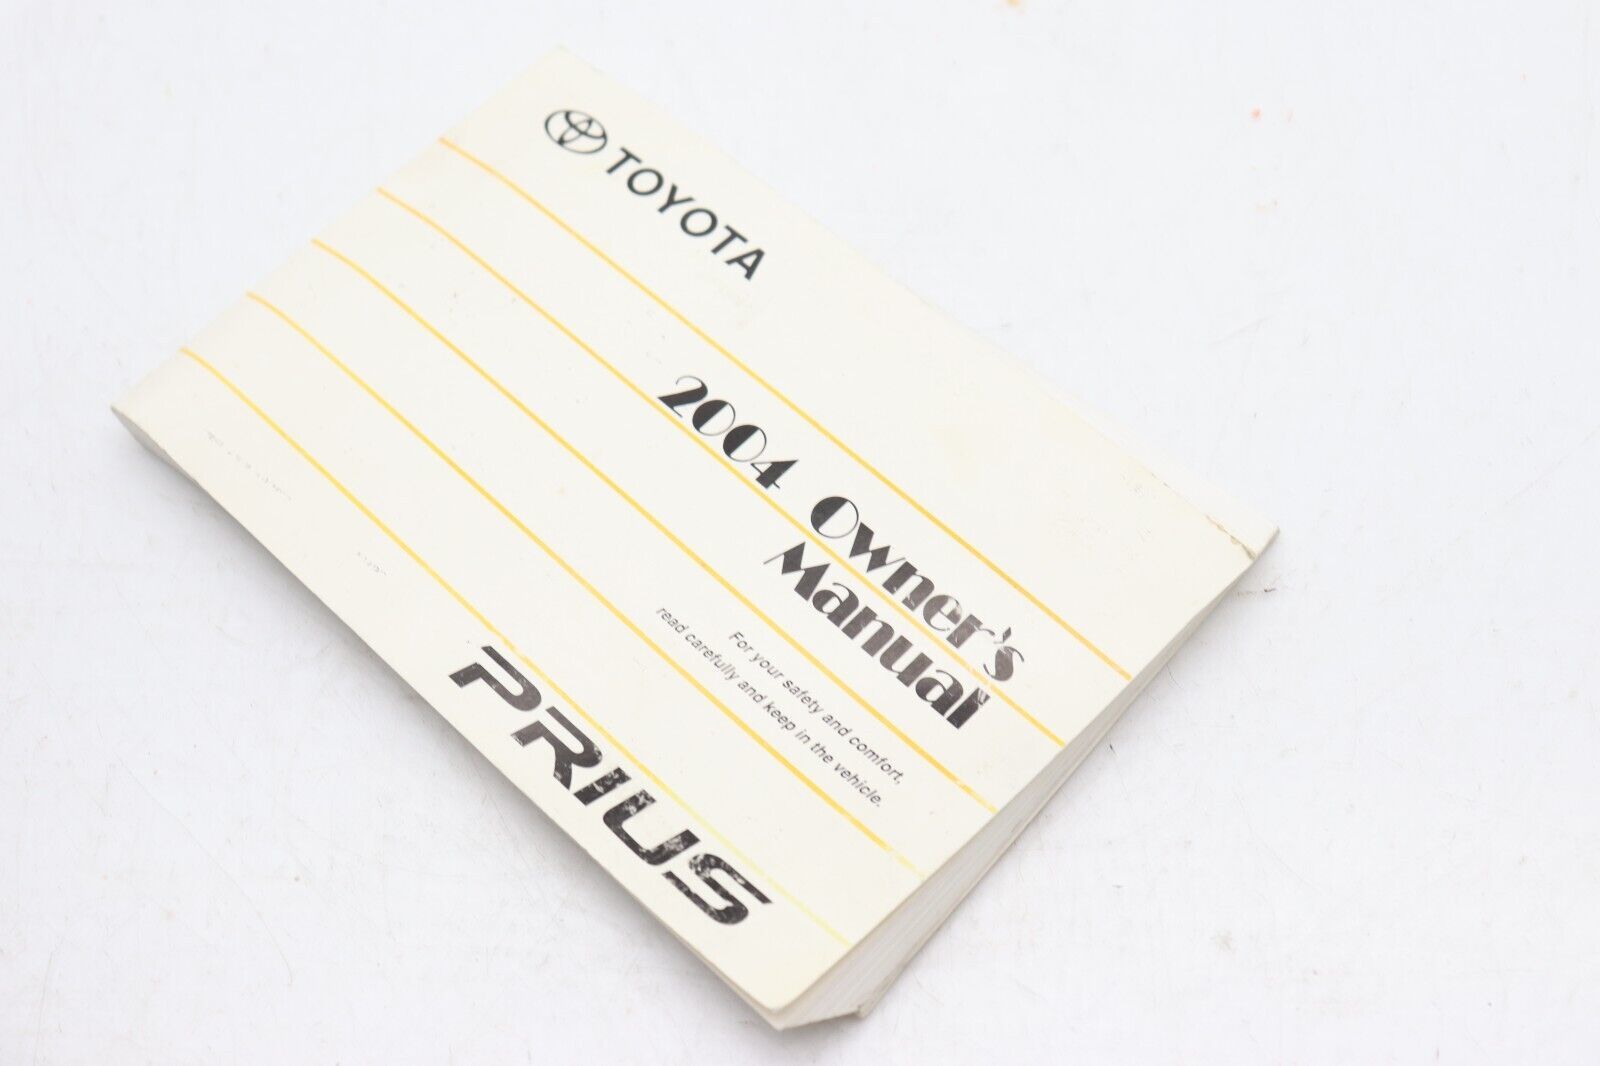 TOYOTA
2004 Owner's
Manual
For your safety and comfort,
read carefully and keep in the vehicle.
PRIUS